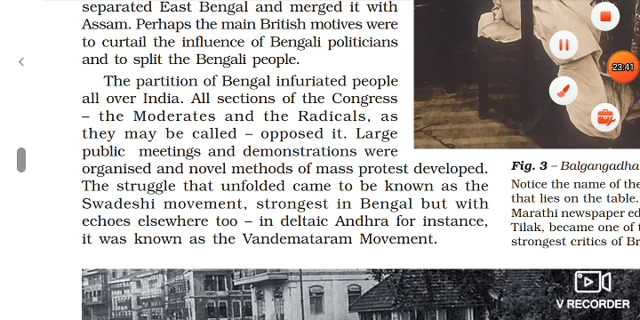 separated East Bengal and merged it with
Assam. Perhaps the main British motives were
to curtail the influence of Bengali politicians
and to split the Bengali people.
The partition of Bengal infuriated people
all over India. All sections of the Congress
– the Moderates and the Radicals, as
they may be called – opposed it. Large
public meetings and demonstrations were
organised and novel methods of mass protest developed.
The struggle that unfolded came to be known as the
Swadeshi movement, strongest in Bengal but with
echoes elsewhere too – in deltaic Andhra for instance,
it was known as the Vandemataram Movement.
23:41
Fig. 3 – Balgangadha
Notice the name of the
that lies on the table.
Marathi newspaper ed
Tilak, became one of t
strongest critics of Br
V RECORDER